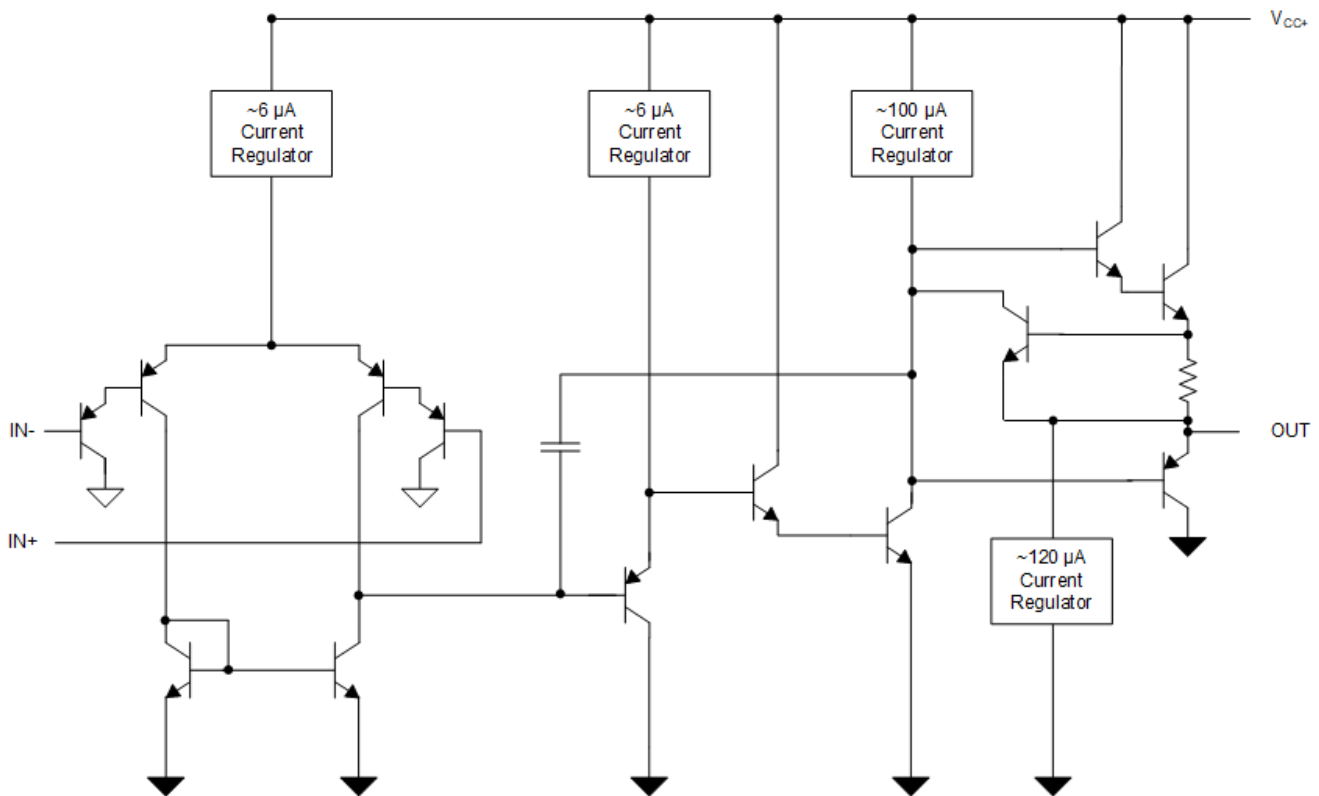 V_CC+
~6 µA
Current
Regulator
~6 µA
Current
Regulator
~100 µA
Current
Regulator
IN-
OUT
IN+
~120 µA
Current
Regulator